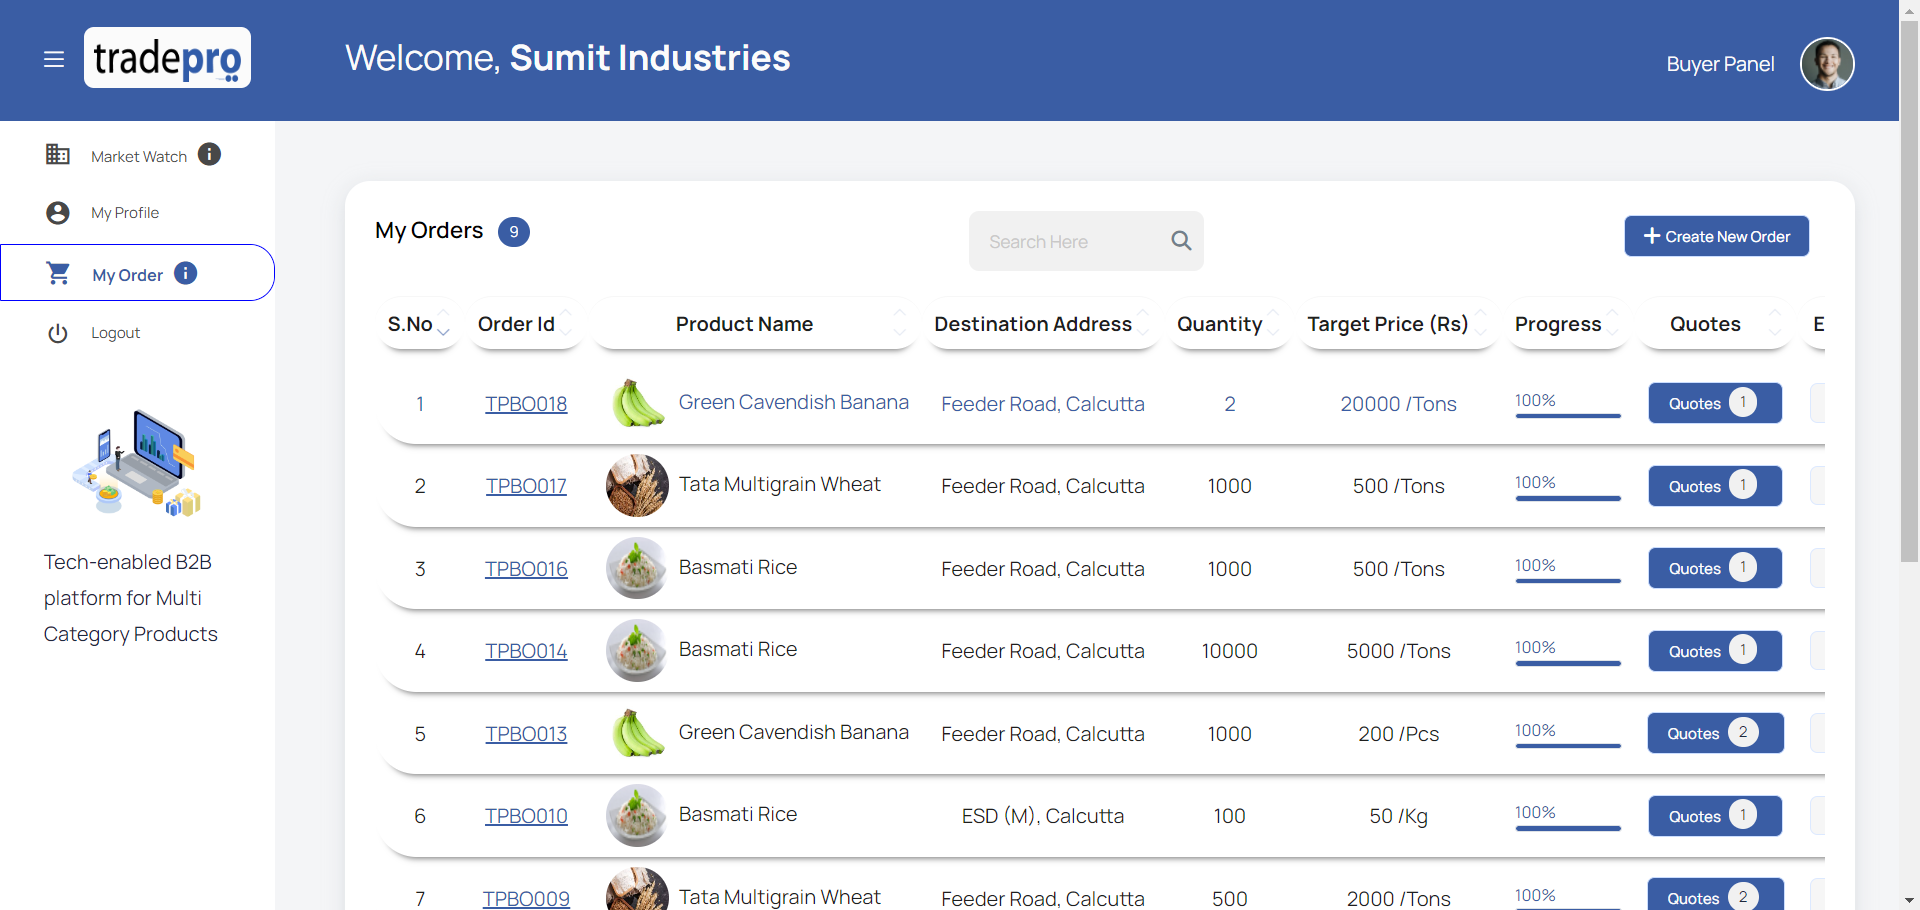 tradepro
Welcome, Sumit Industries
Buyer Panel
Market Watch
My Profile
My Order
Logout
Tech-enabled B2B
platform for Multi
Category Products
My Orders 9
Search Here
Create New Order
S.No Order Id Product Name Destination Address Quantity Target Price (Rs) Progress Quotes E
1 TPBO018 Green Cavendish Banana Feeder Road, Calcutta 2 20000 /Tons 100% Quotes 1
2 TPBO017 Tata Multigrain Wheat Feeder Road, Calcutta 1000 500 /Tons 100% Quotes 1
3 TPBO016 Basmati Rice Feeder Road, Calcutta 1000 500 /Tons 100% Quotes 1
4 TPBO014 Basmati Rice Feeder Road, Calcutta 10000 5000 /Tons 100% Quotes 1
5 TPBO013 Green Cavendish Banana Feeder Road, Calcutta 1000 200 /Pcs 100% Quotes 2
6 TPBO010 Basmati Rice ESD (M), Calcutta 100 50 /Kg 100% Quotes 1
7 TPBO009 Tata Multigrain Wheat Feeder Road, Calcutta 500 2000 /Tons 100% Quotes 2